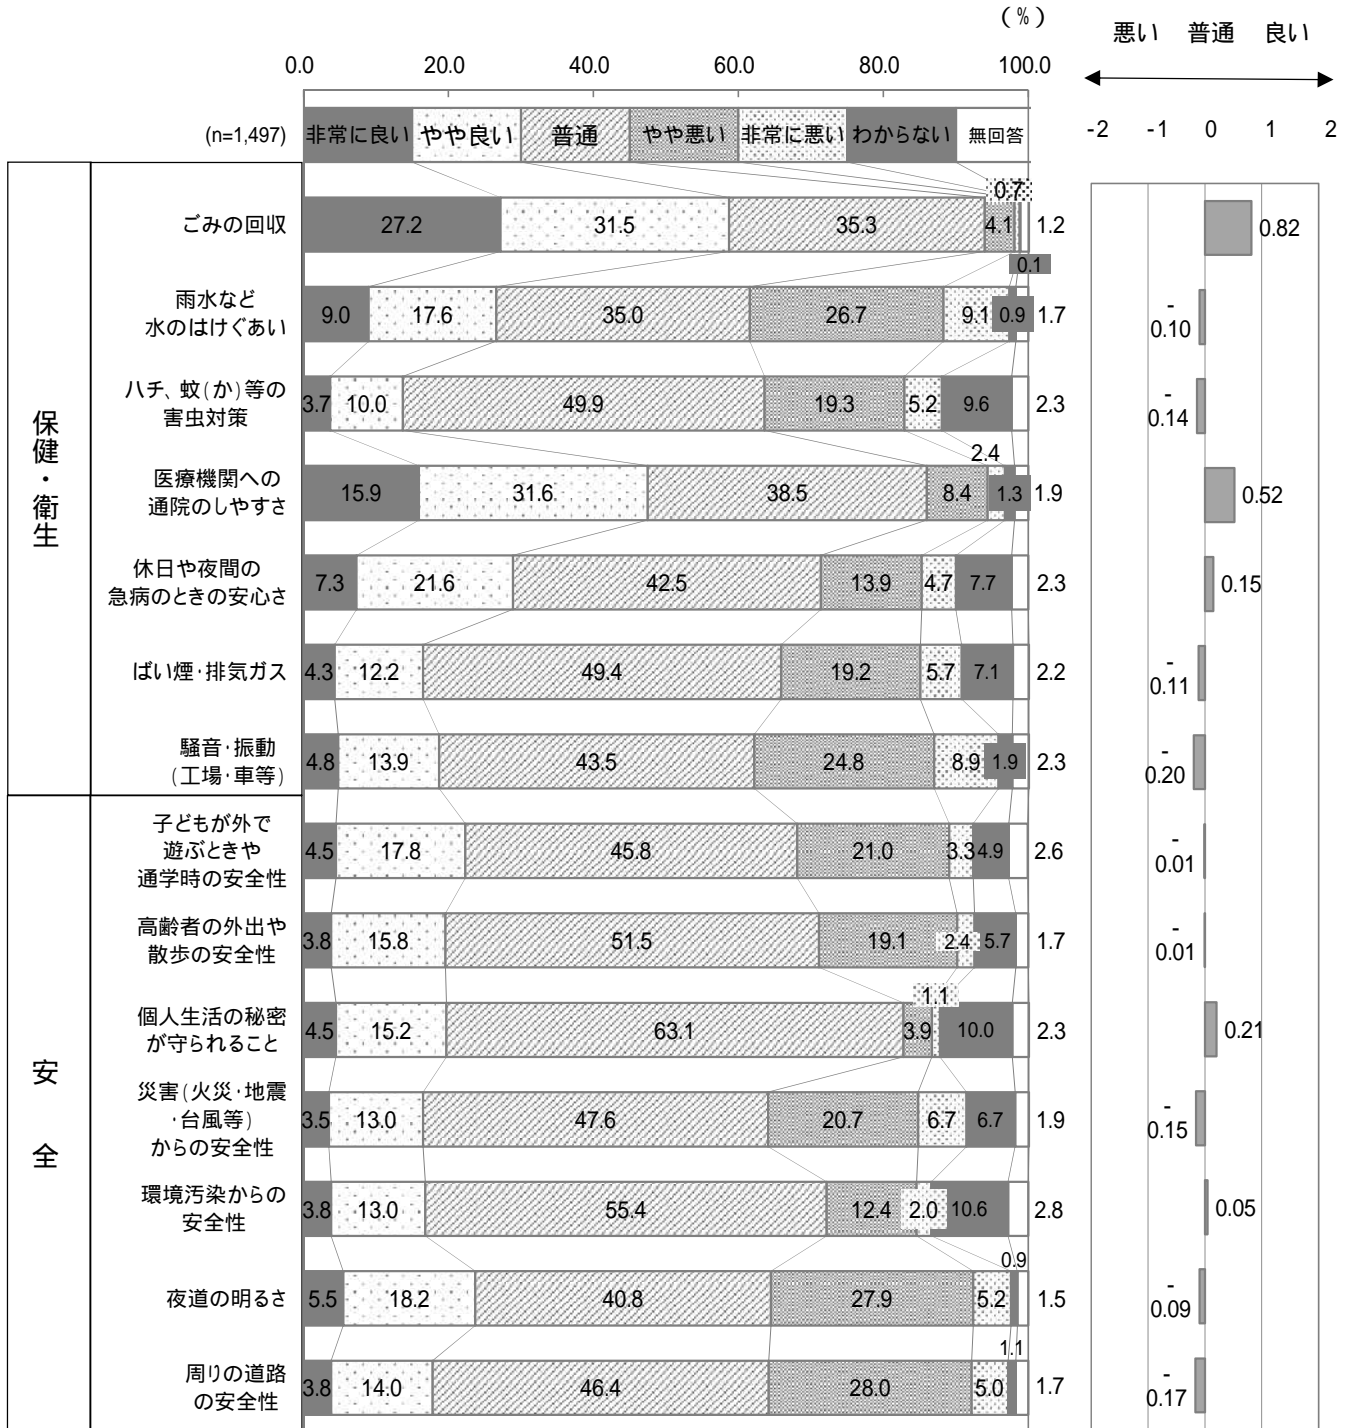 (％)
悪い 普通 良い
0.0 20.0 40.0 60.0 80.0 100.0
(n=1,497) 非常に良い やや良い 普通 やや悪い 非常に悪い わからない 無回答
-2 -1 0 1 2
保健・衛生
ごみの回収 27.2 31.5 35.3 4.1 0.7 0.1 1.2 0.82
雨水など
水のはけぐあい 9.0 17.6 35.0 26.7 9.1 0.9 1.7 -0.10
ハチ、蚊(か)等の
害虫対策 3.7 10.0 49.9 19.3 5.2 9.6 2.3 -0.14
医療機関への
通院のしやすさ 15.9 31.6 38.5 8.4 2.4 1.3 1.9 0.52
休日や夜間の
急病のときの安心さ 7.3 21.6 42.5 13.9 4.7 7.7 2.3 0.15
ばい煙・排気ガス 4.3 12.2 49.4 19.2 5.7 7.1 2.2 -0.11
騒音・振動
(工場・車等) 4.8 13.9 43.5 24.8 8.9 1.9 2.3 -0.20
安全
子どもが外で
遊ぶときや
通学時の安全性 4.5 17.8 45.8 21.0 3.3 4.9 2.6 -0.01
高齢者の外出や
散歩の安全性 3.8 15.8 51.5 19.1 2.4 5.7 1.7 -0.01
個人生活の秘密
が守られること 4.5 15.2 63.1 3.9 1.1 10.0 2.3 0.21
災害(火災・地震
・台風等)
からの安全性 3.5 13.0 47.6 20.7 6.7 6.7 1.9 -0.15
環境汚染からの
安全性 3.8 13.0 55.4 12.4 2.0 10.6 2.8 0.05
夜道の明るさ 5.5 18.2 40.8 27.9 5.2 0.9 1.5 -0.09
周りの道路
の安全性 3.8 14.0 46.4 28.0 5.0 1.1 1.7 -0.17